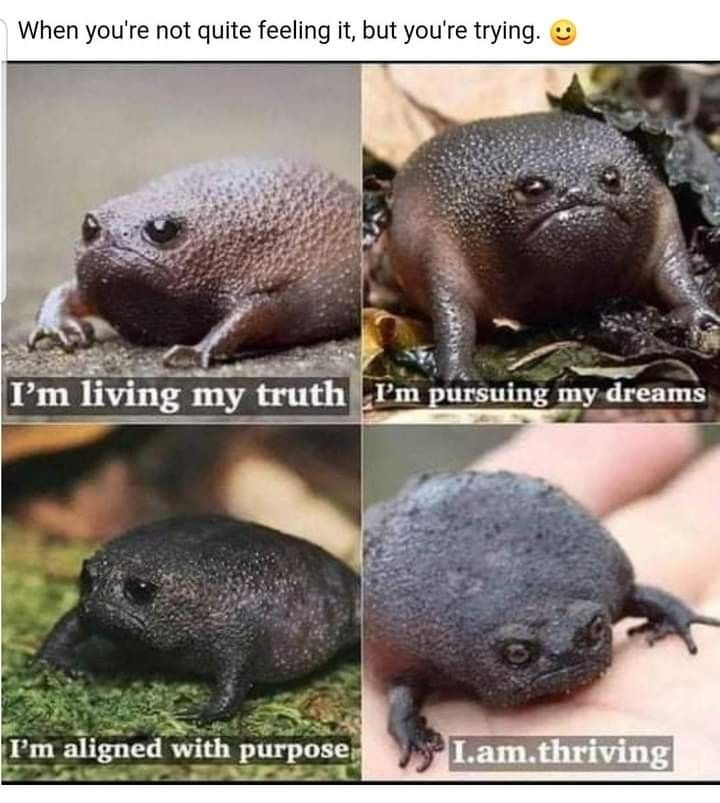 When you're not quite feeling it, but you're trying. 🙂
I'm living my truth
I'm pursuing my dreams
I'm aligned with purpose
I.am.thriving